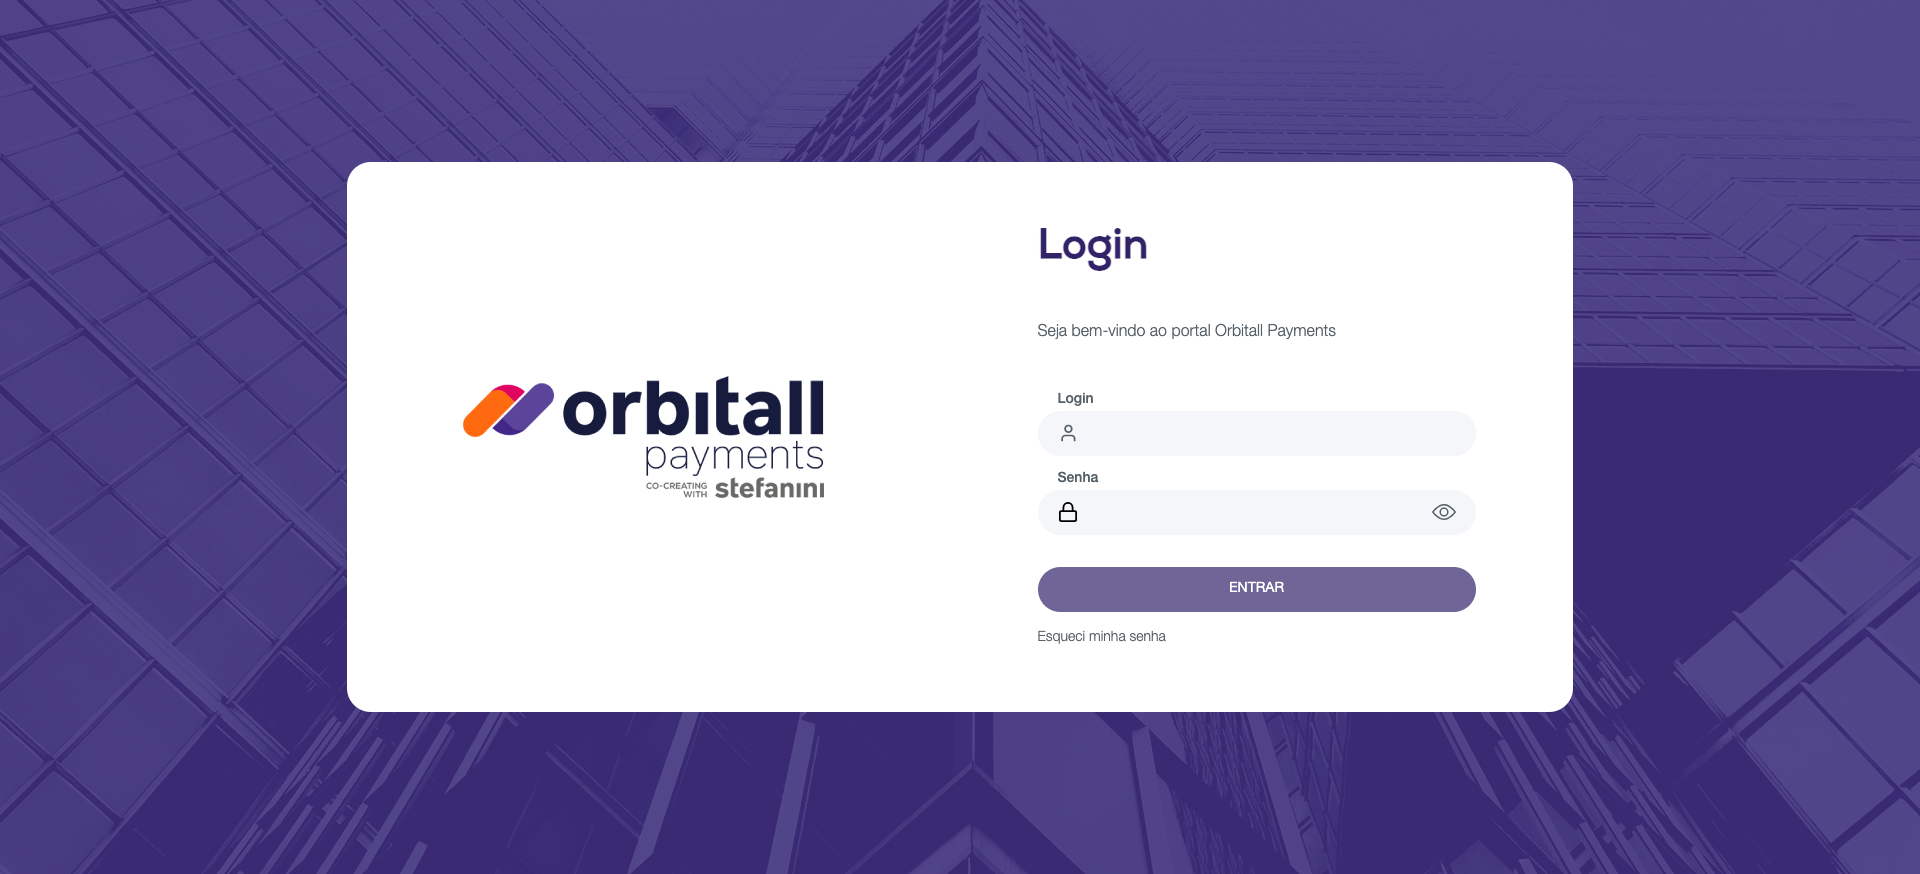 orbitall
payments
CO-CREATING
WITH stefanini
Login
Seja bem-vindo ao portal Orbitall Payments
Login
Senha
ENTRAR
Esqueci minha senha